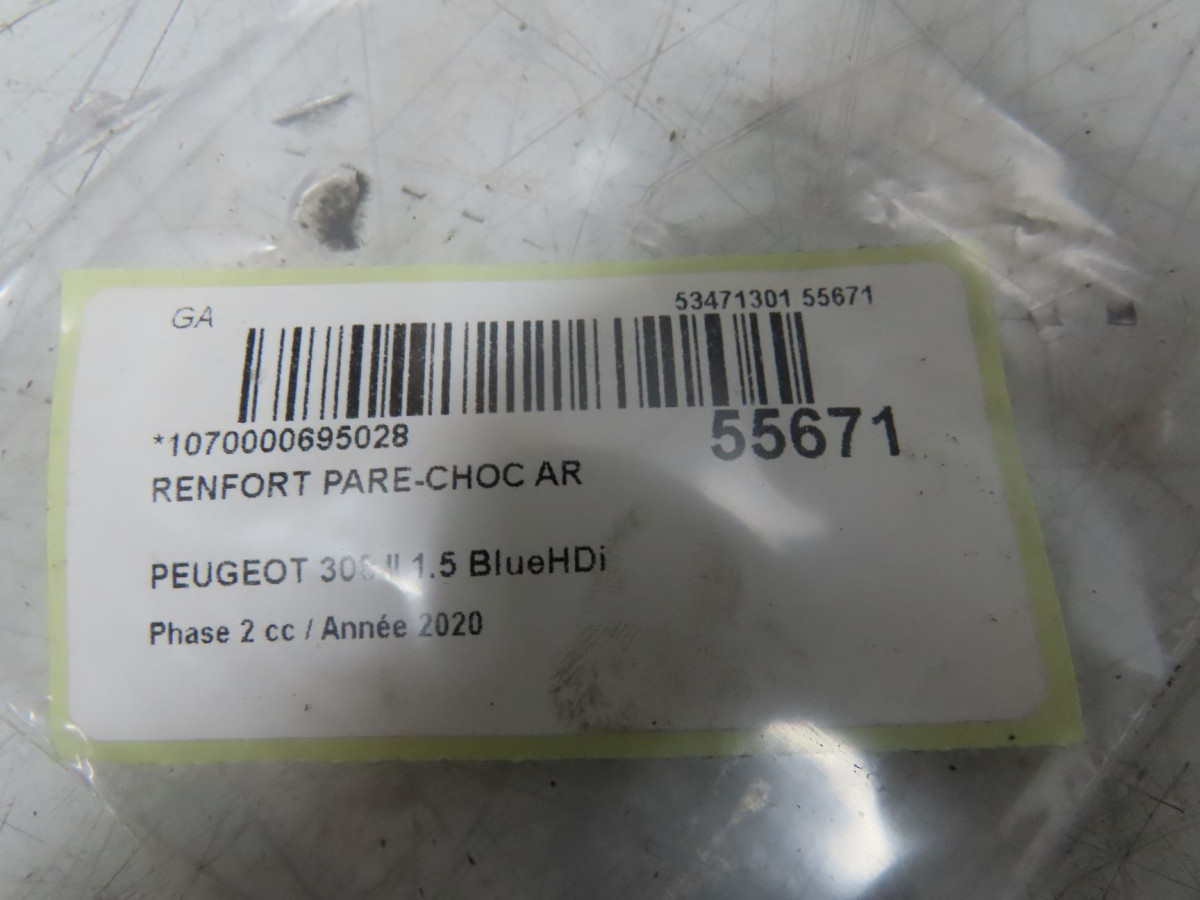 GA 53471301 55671
*1070000695028 55671
RENFORT PARE-CHOC AR
PEUGEOT 308 II 1.5 BlueHDi
Phase 2 cc / Année 2020